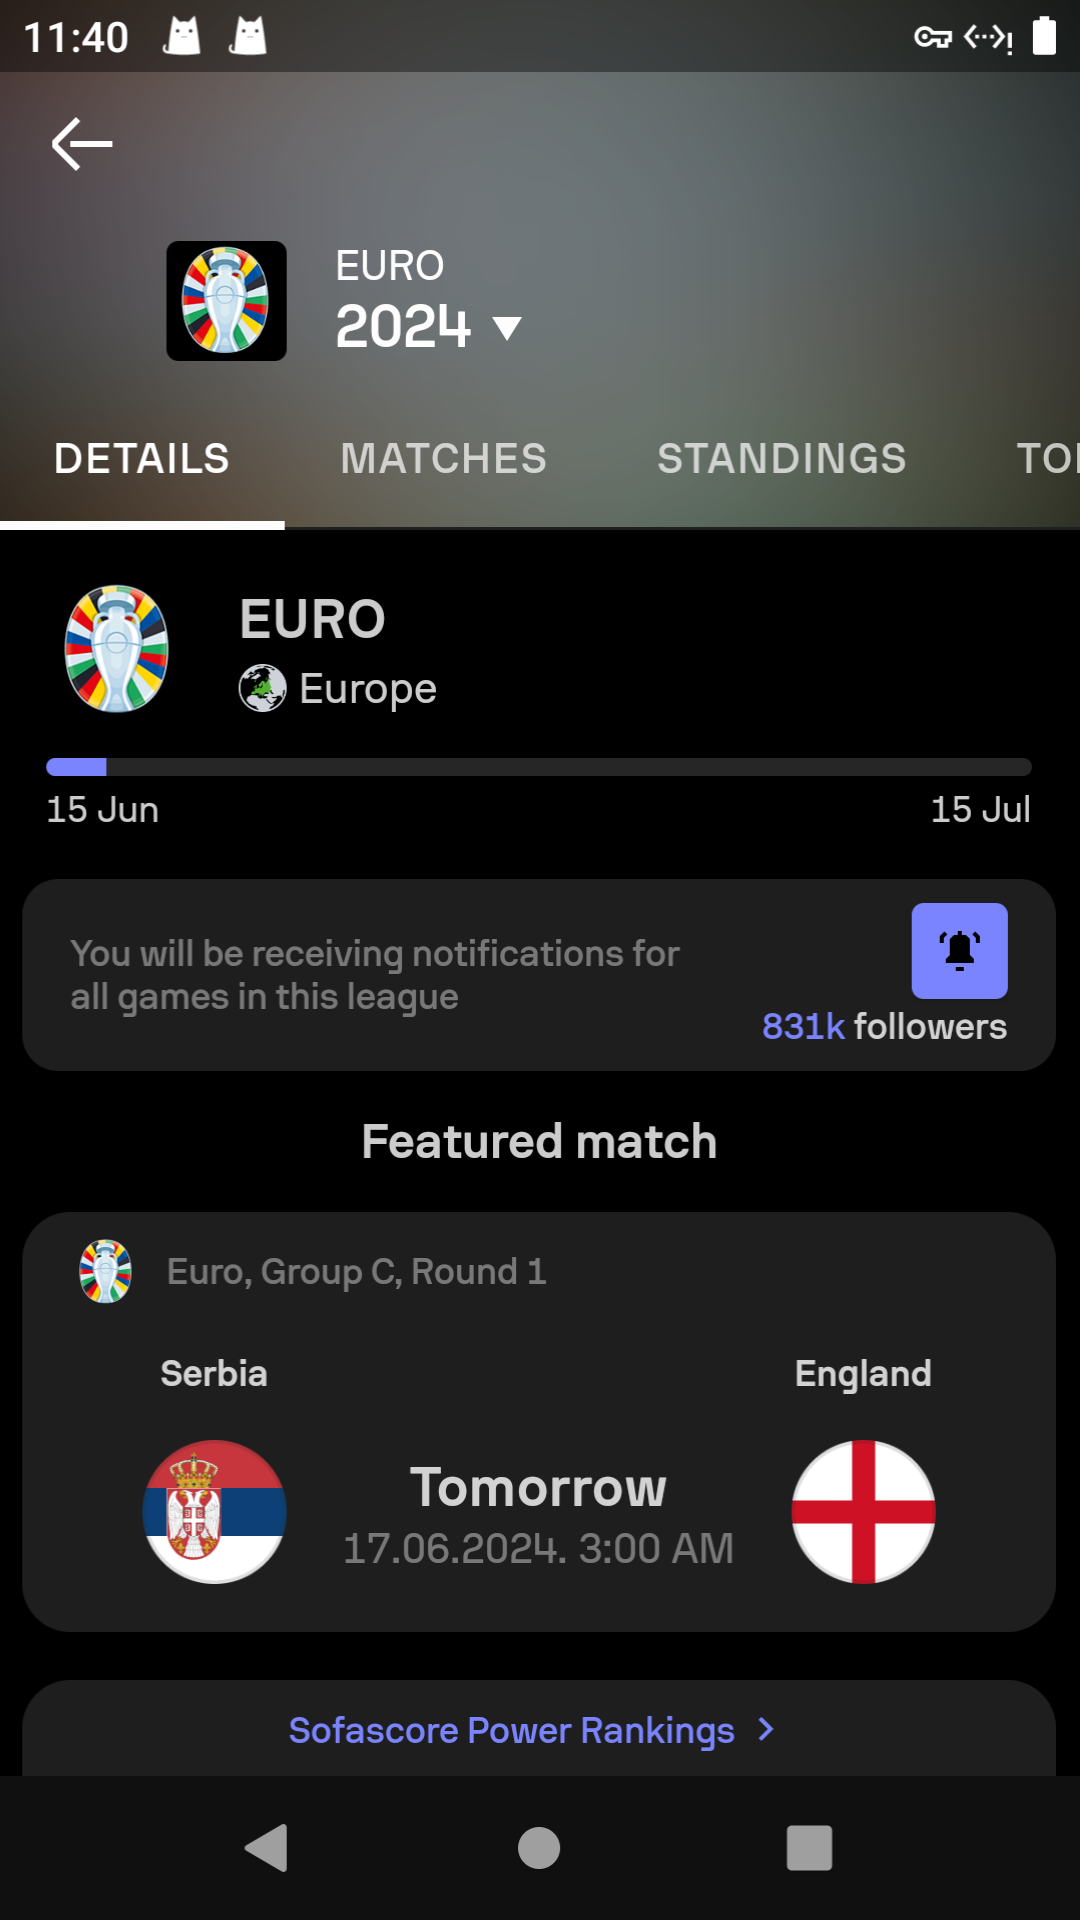 11:40
EURO
2024
DETAILS
MATCHES
STANDINGS
EURO
Europe
15 Jun
15 Jul
You will be receiving notifications for
all games in this league
831k followers
Featured match
Euro, Group C, Round 1
Serbia
England
Tomorrow
17.06.2024. 3:00 AM
Sofascore Power Rankings